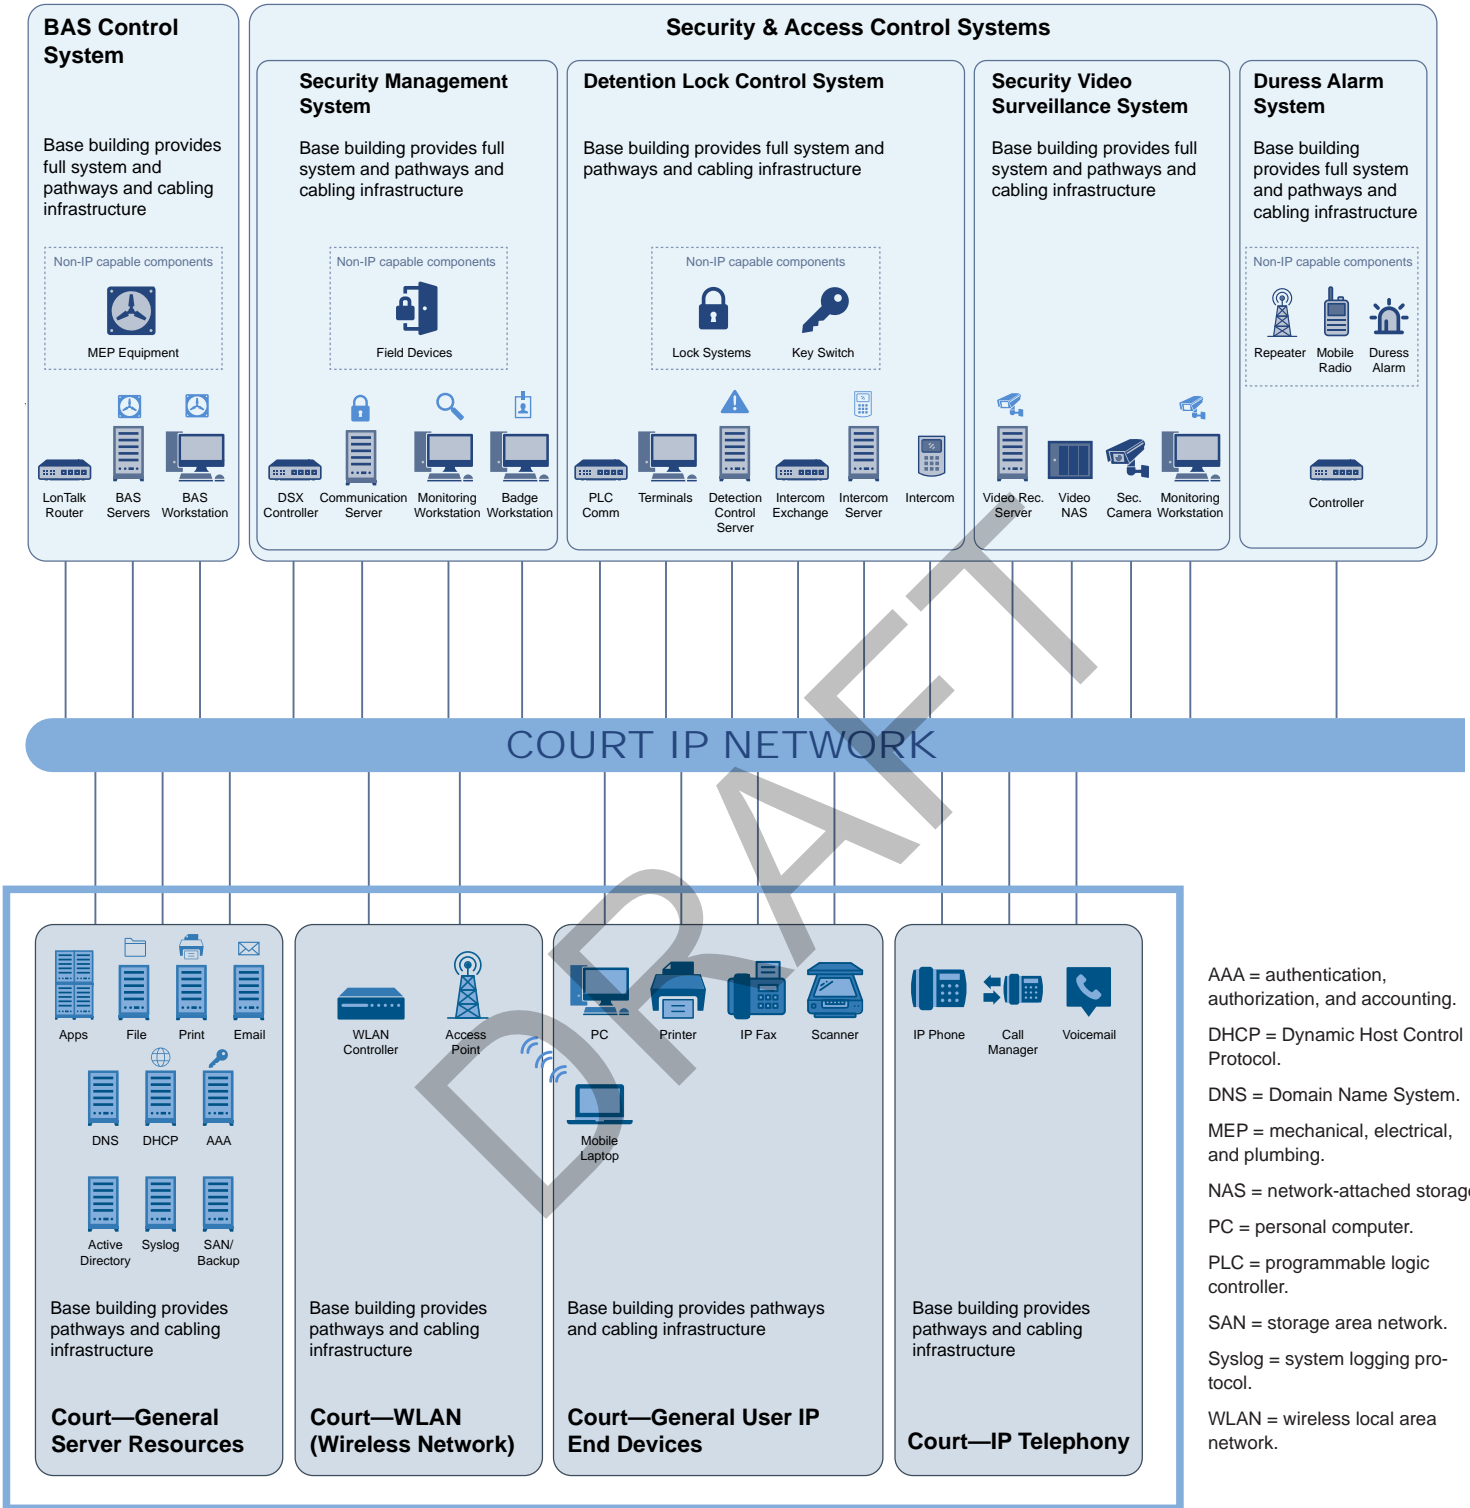 BAS Control
System
Base building provides
full system and
pathways and cabling
infrastructure
Non-IP capable components
MEP Equipment
LonTalk
Router
BAS
Servers
BAS
Workstation
Security & Access Control Systems
Security Management
System
Base building provides full
system and pathways and
cabling infrastructure
Non-IP capable components
Field Devices
DSX
Controller
Communication
Server
Monitoring
Workstation
Badge
Workstation
Detention Lock Control System
Base building provides full system and
pathways and cabling infrastructure
Non-IP capable components
Lock Systems
Key Switch
PLC
Comm
Terminals
Detection
Control
Server
Intercom
Exchange
Intercom
Server
Intercom
Security Video
Surveillance System
Base building provides full
system and pathways and
cabling infrastructure
Video Rec.
Server
Video
NAS
Sec.
Camera
Monitoring
Workstation
Duress Alarm
System
Base building
provides full system
and pathways and
cabling infrastructure
Non-IP capable components
Repeater
Mobile
Radio
Duress
Alarm
Controller
COURT IP NETWORK
DRAFT
Apps
File
Print
Email
DNS
DHCP
AAA
Active
Directory
Syslog
SAN/
Backup
Base building provides
pathways and cabling
infrastructure
Court—General
Server Resources
WLAN
Controller
Access
Point
Base building provides
pathways and cabling
infrastructure
Court—WLAN
(Wireless Network)
PC
Printer
IP Fax
Scanner
Mobile
Laptop
Base building provides pathways
and cabling infrastructure
Court—General User IP
End Devices
IP Phone
Call
Manager
Voicemail
Base building provides
pathways and cabling
infrastructure
Court—IP Telephony
AAA = authentication,
authorization, and accounting.
DHCP = Dynamic Host Control
Protocol.
DNS = Domain Name System.
MEP = mechanical, electrical,
and plumbing.
NAS = network-attached storage
PC = personal computer.
PLC = programmable logic
controller.
SAN = storage area network.
Syslog = system logging pro-
tocol.
WLAN = wireless local area
network.